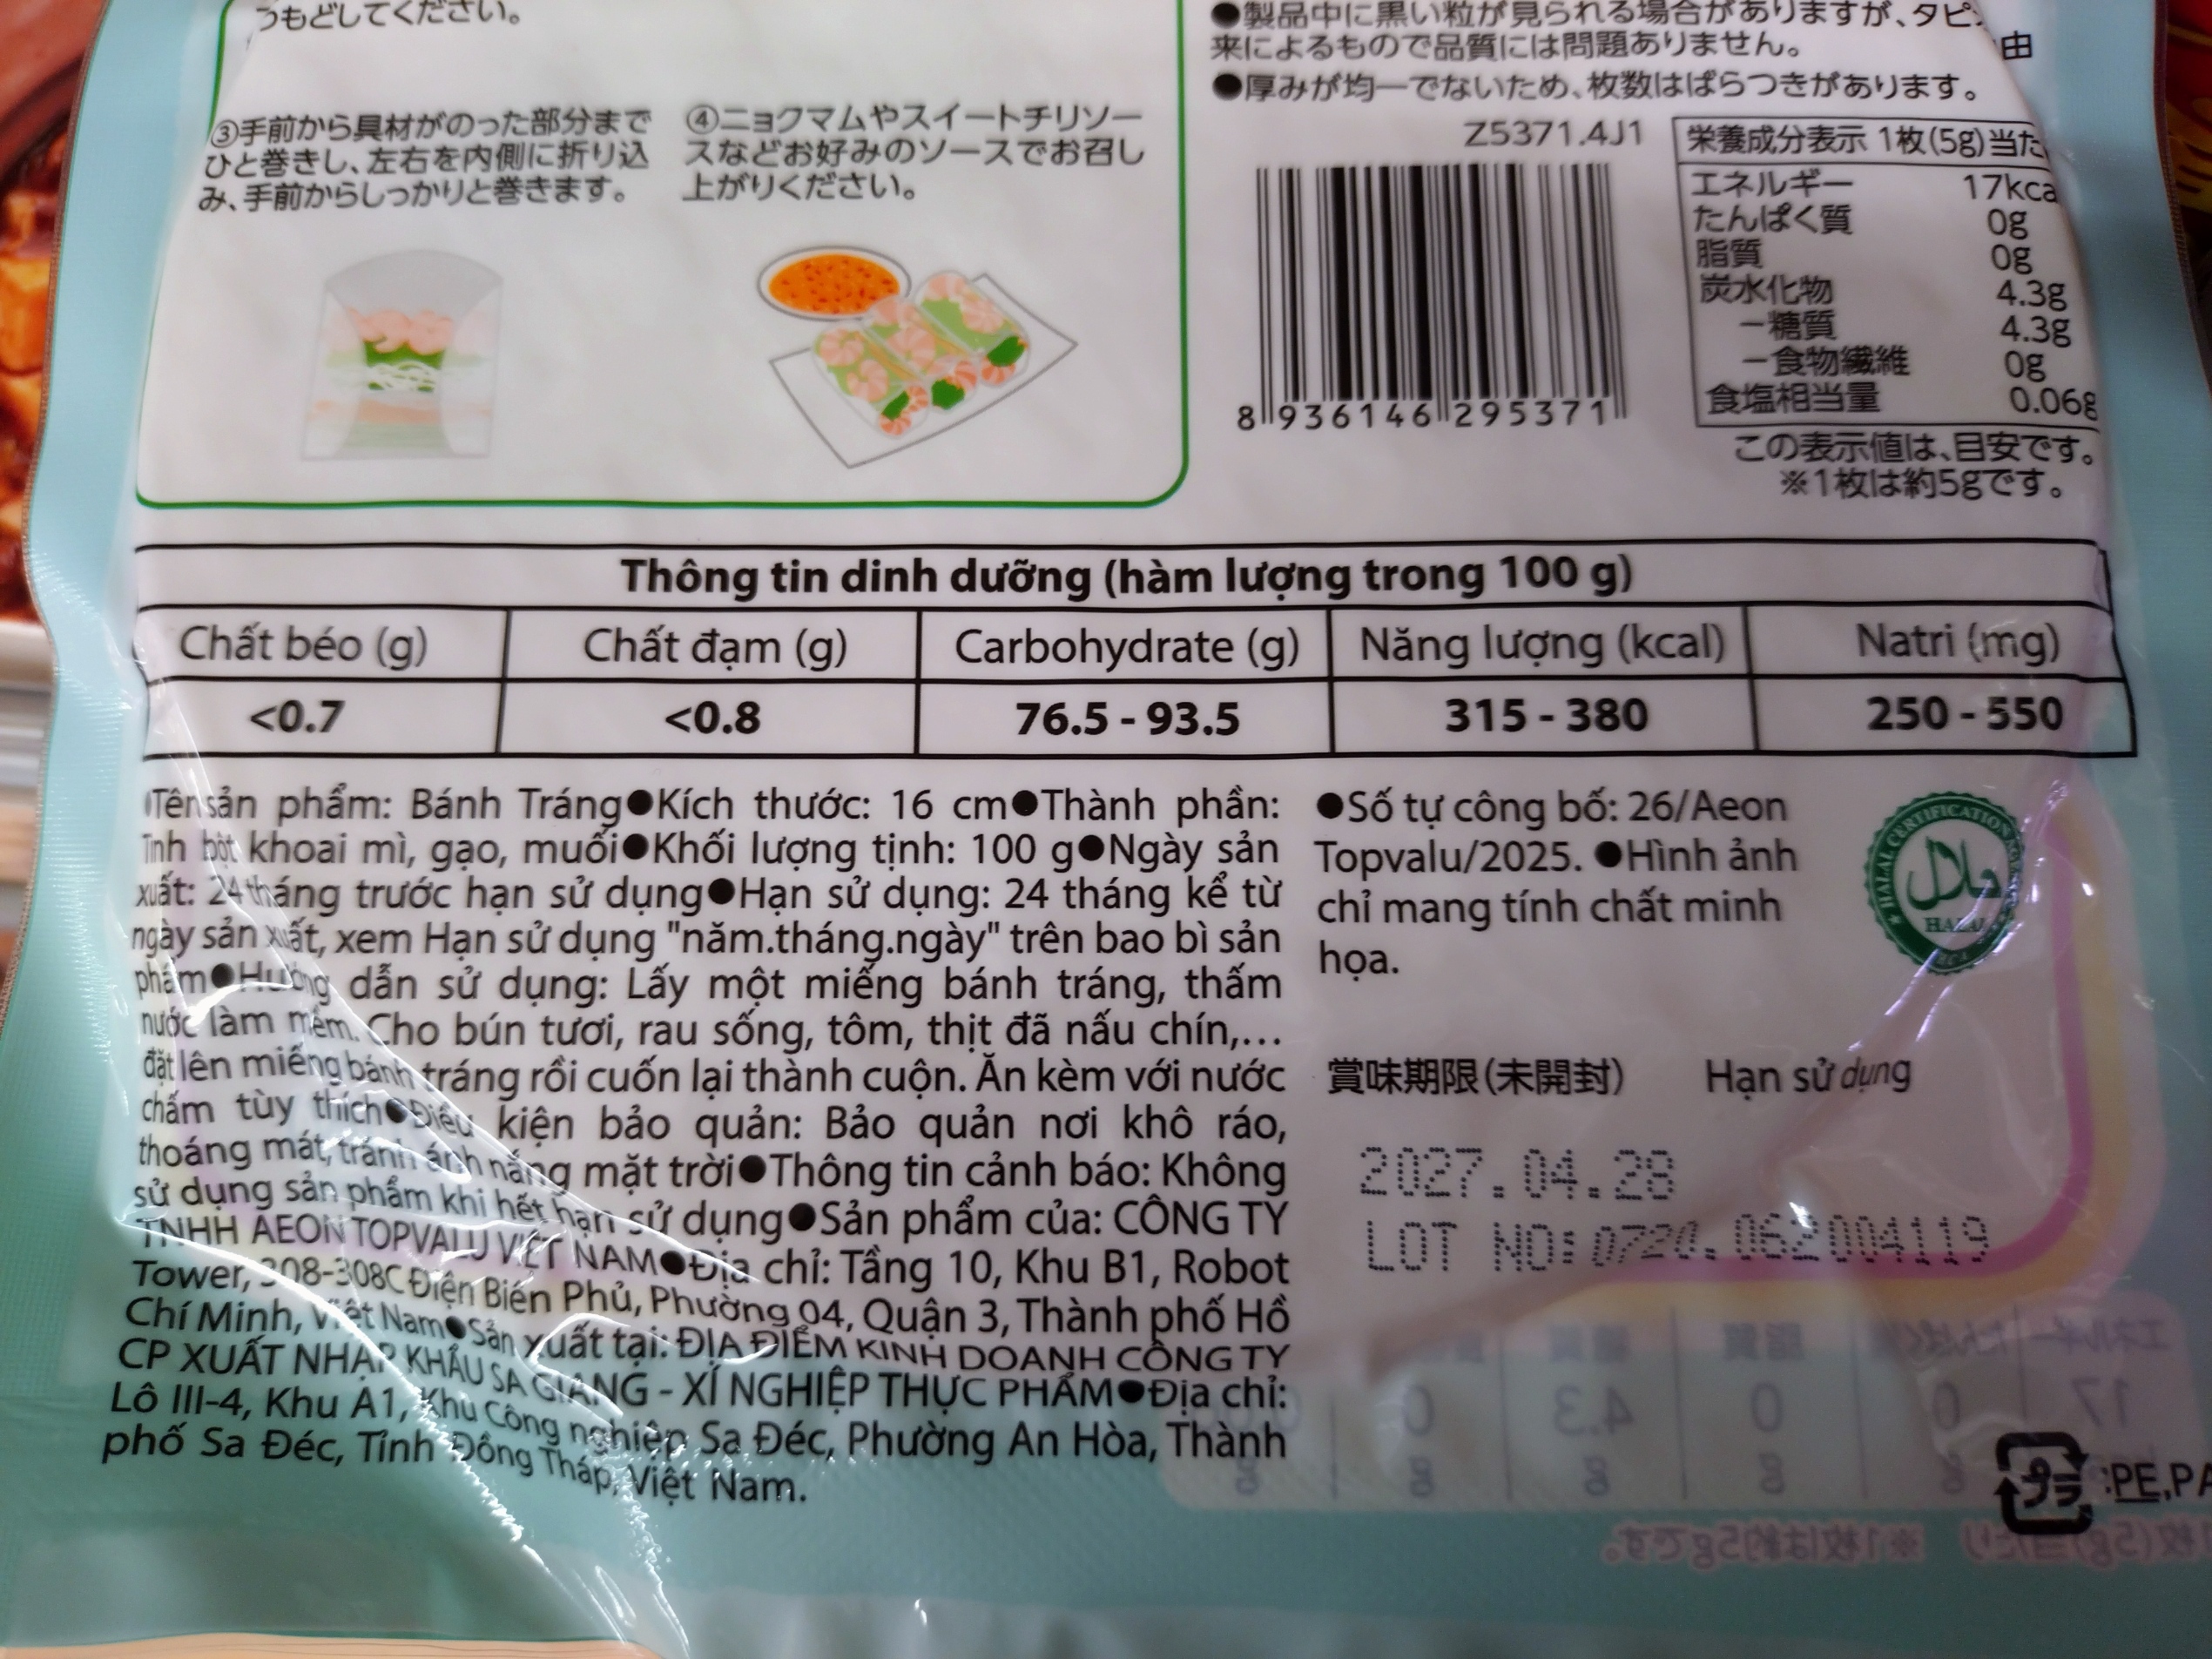 うもどしてください。
③手前から具材がのった部分まで
ひと巻きし、左右を内側に折り込
み、手前からしっかりと巻きます。
④ニョクマムやスイートチリソー
スなどお好みのソースでお召し
上がりください。
●製品中に黒い粒が見られる場合がありますが、タピ
由
来によるもので品質には問題ありません。
●厚みが均一でないため、枚数はばらつきがあります。
Z5371.4J1
8 936146 295371
栄養成分表示 1枚(5g)当た
エネルギー 17kca
たんぱく質 0g
脂質 0g
炭水化物 4.3g
－糖質 4.3g
－食物繊維 0g
食塩相当量 0.06g
この表示値は、目安です。
※1枚は約5gです。
Thông tin dinh dưỡng (hàm lượng trong 100 g)
Chất béo (g) Chất đạm (g) Carbohydrate (g) Năng lượng (kcal) Natri (mg)
<0.7 <0.8 76.5 - 93.5 315 - 380 250 - 550
●Tên sản phẩm: Bánh Tráng●Kích thước: 16 cm●Thành phần:
Tinh bột khoai mì, gạo, muối●Khối lượng tịnh: 100 g●Ngày sản
xuất: 24 tháng trước hạn sử dụng●Hạn sử dụng: 24 tháng kể từ
ngày sản xuất, xem Hạn sử dụng "năm.tháng.ngày" trên bao bì sản
phẩm●Hướng dẫn sử dụng: Lấy một miếng bánh tráng, thấm
nước làm mềm. Cho bún tươi, rau sống, tôm, thịt đã nấu chín,...
đặt lên miếng bánh tráng rồi cuốn lại thành cuộn. Ăn kèm với nước
chấm tùy thích●Điều kiện bảo quản: Bảo quản nơi khô ráo,
thoáng mát, tránh ánh nắng mặt trời●Thông tin cảnh báo: Không
sử dụng sản phẩm khi hết hạn sử dụng●Sản phẩm của: CÔNG TY
TNHH AEON TOPVALU VIỆT NAM●Địa chỉ: Tầng 10, Khu B1, Robot
Tower, 308-308C Điện Biên Phủ, Phường 04, Quận 3, Thành phố Hồ
Chí Minh, Việt Nam●Sản xuất tại: ĐỊA ĐIỂM KINH DOANH CÔNG TY
CP XUẤT NHẬP KHẨU SA GIANG - XÍ NGHIỆP THỰC PHẨM●Địa chỉ:
Lô III-4, Khu A1, Khu Công nghiệp Sa Đéc, Phường An Hòa, Thành
phố Sa Đéc, Tỉnh Đồng Tháp, Việt Nam.
●Số tự công bố: 26/Aeon
Topvalu/2025. ●Hình ảnh
chỉ mang tính chất minh
họa.
HALAL CERTIFICATION
حلال
HALAL
賞味期限(未開封) Hạn sử dụng
2027.04.28
LOT NO: 0720. 062004119
プラ :PE,PA